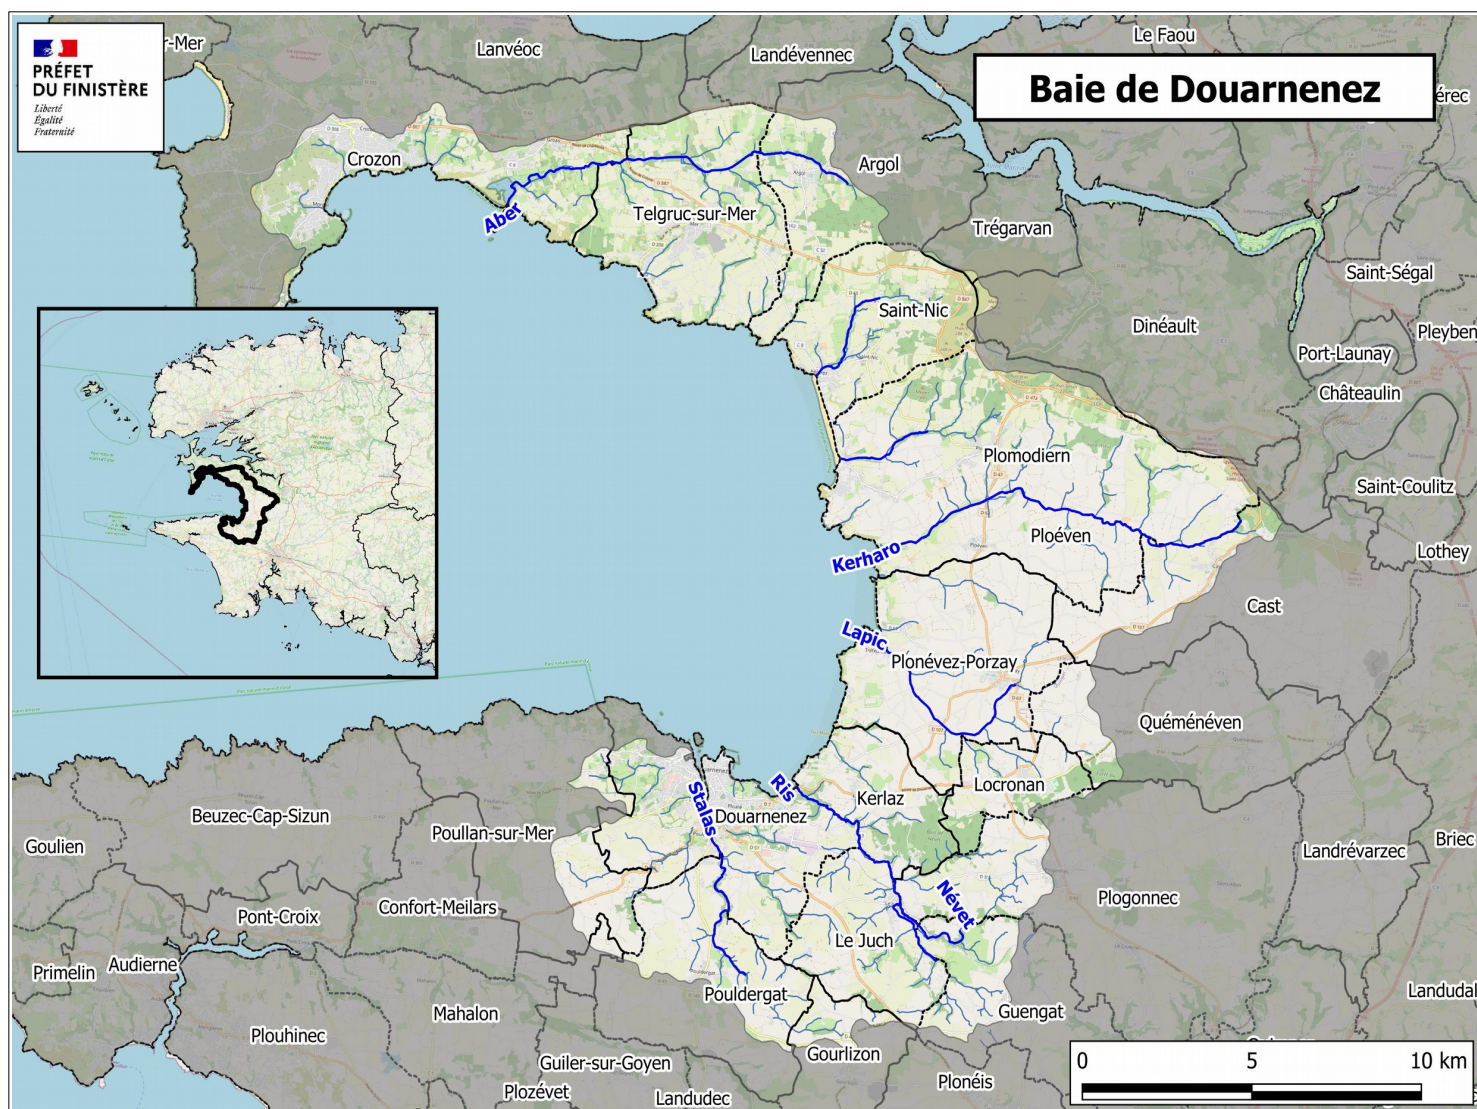 PRÉFET
DU FINISTÈRE
Liberté
Égalité
Fraternité
Baie de Douarnenez
-Mer
Lanvéoc
Landévennec
Le Faou
Crozon
Argol
Aber
Telgruc-sur-Mer
Trégarvan
Saint-Ségal
Saint-Nic
Dinéault
Pleyben
Port-Launay
Châteaulin
Plomodiern
Saint-Coulitz
Ploéven
Kerharo
Lothey
Cast
Lapic
Plonévez-Porzay
Quéménéven
Stalas
Ris
Kerlaz
Locronan
Beuzec-Cap-Sizun
Poullan-sur-Mer
Douarnenez
Goulien
Landrévarzec
Briec
Névet
Plogonnec
Confort-Meilars
Pont-Croix
Le Juch
Primelin
Audierne
Pouldergat
Landudal
Mahalon
Guengat
Plouhinec
Gourlizon
Guiler-sur-Goyen
Plonéis
Plozévet
Landudec
0 5 10 km